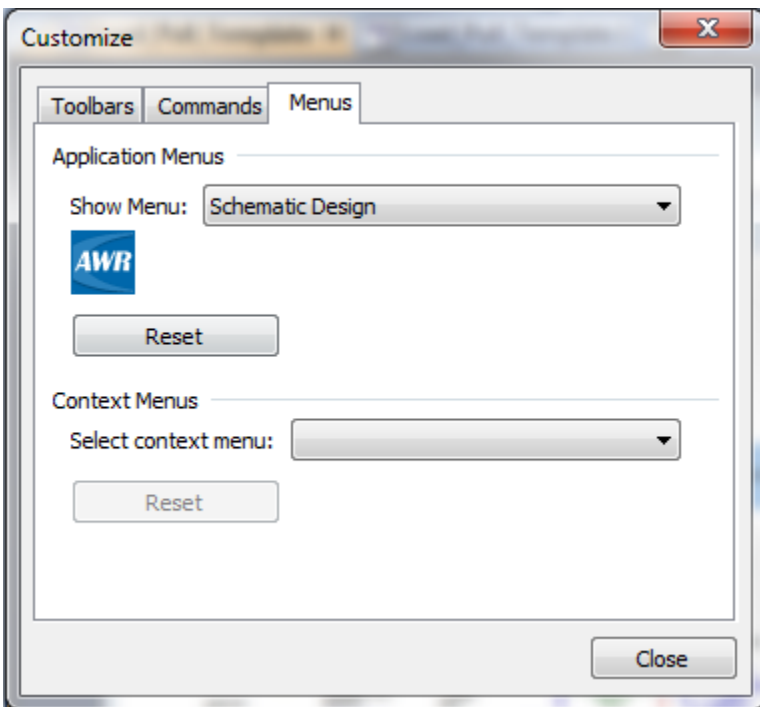 Customize
Toolbars Commands Menus
Application Menus
Show Menu: Schematic Design
AWR
Reset
Context Menus
Select context menu:
Reset
Close